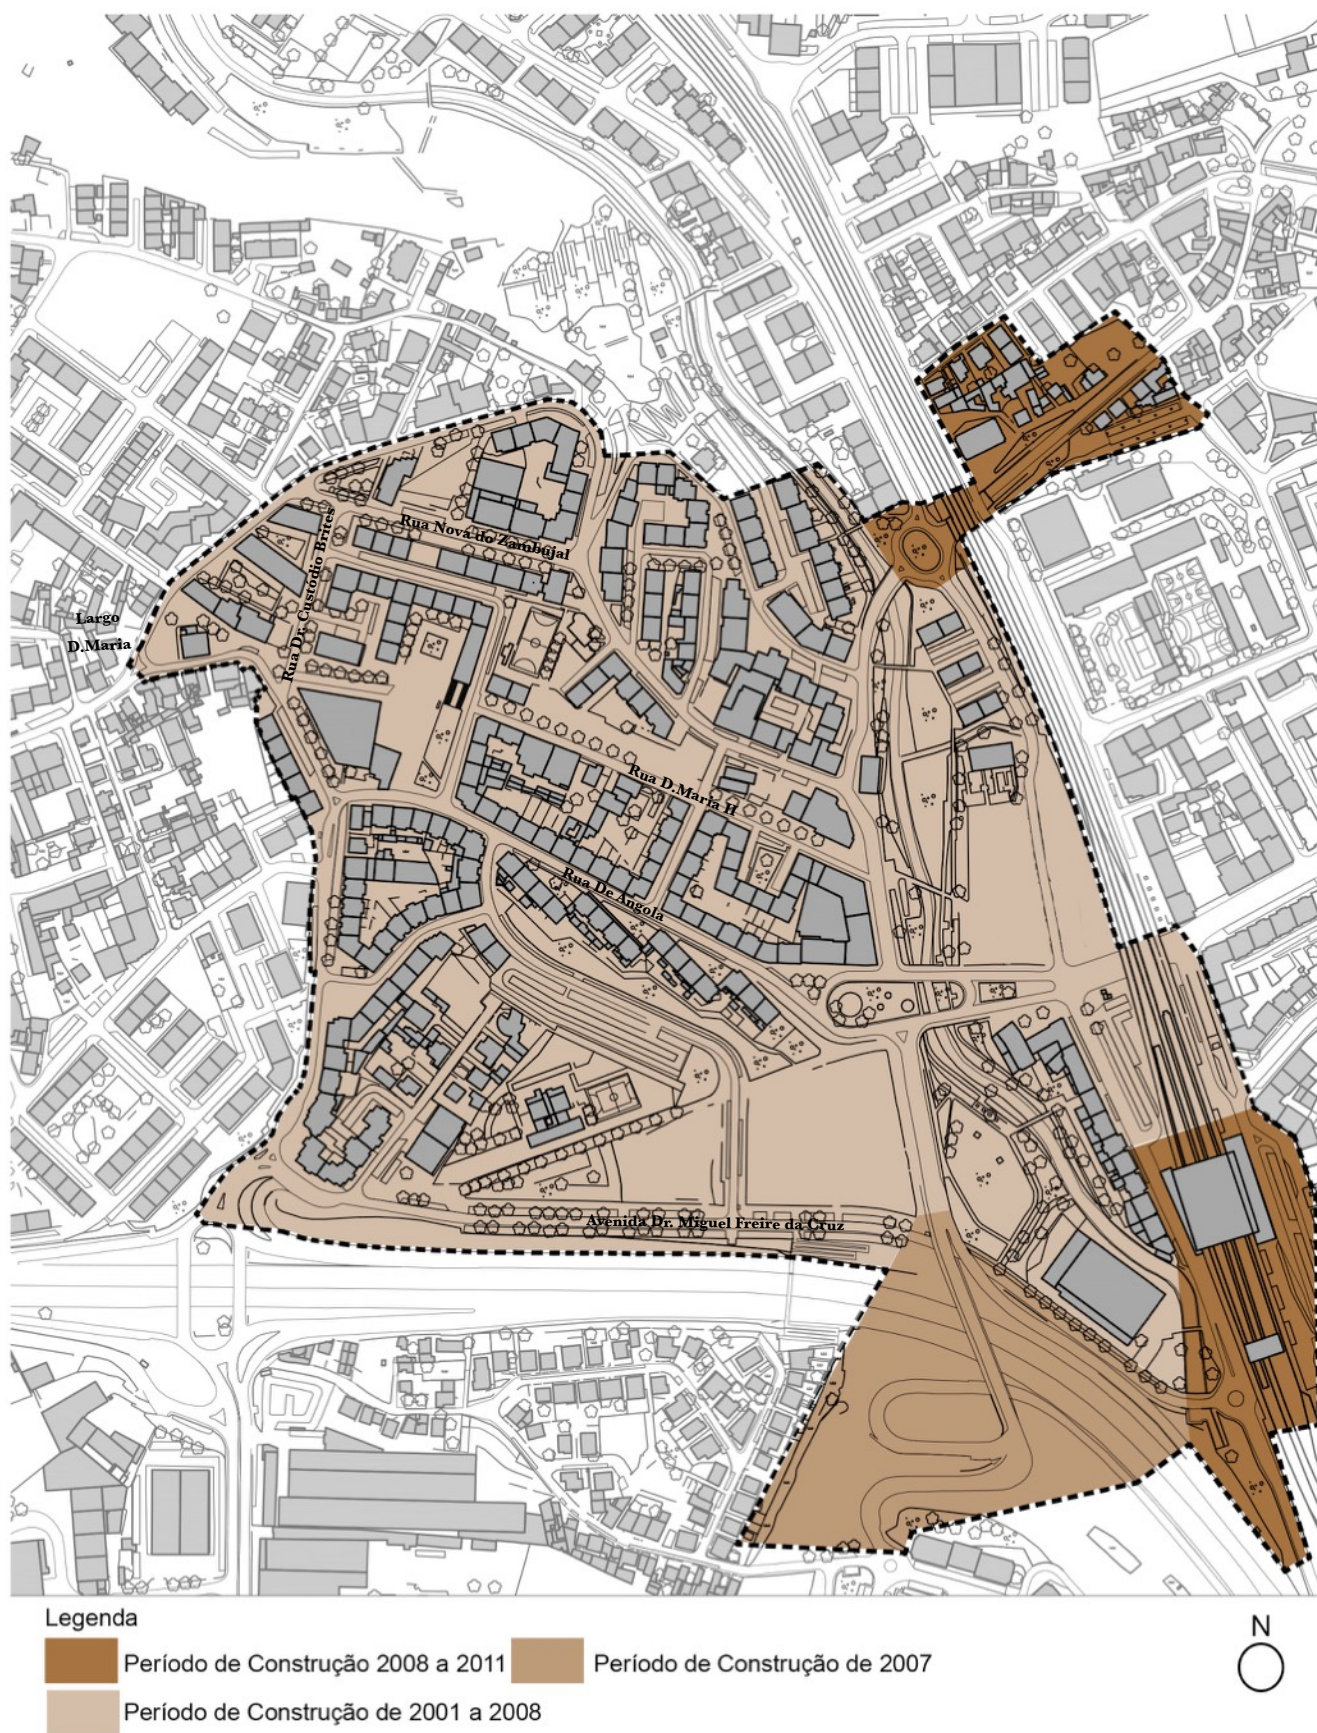 Rua Nova do Zambujal
Rua Dr. Custódio Brites
Largo
D.Maria
Rua D.Maria II
Rua De Angola
Avenida Dr. Miguel Freire da Cruz
Legenda
Período de Construção 2008 a 2011
Período de Construção de 2007
Período de Construção de 2001 a 2008
N